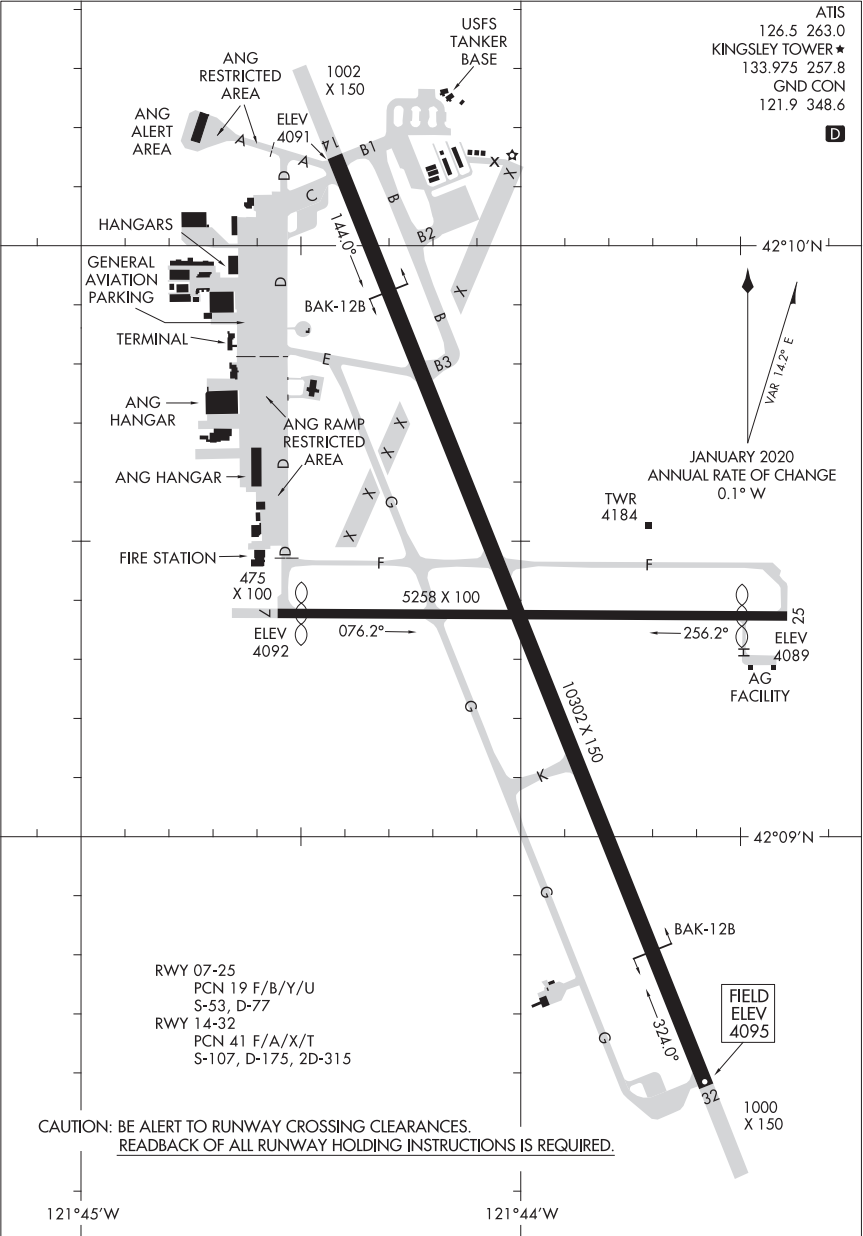 ATIS
126.5 263.0
KINGSLEY TOWER★
133.975 257.8
GND CON
121.9 348.6
D
USFS
TANKER
BASE
ANG
RESTRICTED
AREA
1002
X 150
ANG
ALERT
AREA
ELEV
4091
14
A
A
B1
D
C
B
X
X
HANGARS
144.0°
B2
42°10'N
GENERAL
AVIATION
PARKING
D
X
BAK-12B
B
TERMINAL
E
B3
VAR 14.2° E
ANG
HANGAR
ANG RAMP
RESTRICTED
AREA
X
X
JANUARY 2020
ANNUAL RATE OF CHANGE
0.1° W
ANG HANGAR
D
X
G
TWR
4184
X
FIRE STATION
D
F
F
475
X 100
5258 X 100
7
25
ELEV
4092
076.2°
256.2°
ELEV
4089
H
AG
FACILITY
G
10302 X 150
K
42°09'N
G
BAK-12B
RWY 07-25
PCN 19 F/B/Y/U
S-53, D-77
RWY 14-32
PCN 41 F/A/X/T
S-107, D-175, 2D-315
FIELD
ELEV
4095
324.0°
G
32
1000
X 150
CAUTION: BE ALERT TO RUNWAY CROSSING CLEARANCES.
READBACK OF ALL RUNWAY HOLDING INSTRUCTIONS IS REQUIRED.
121°45'W
121°44'W